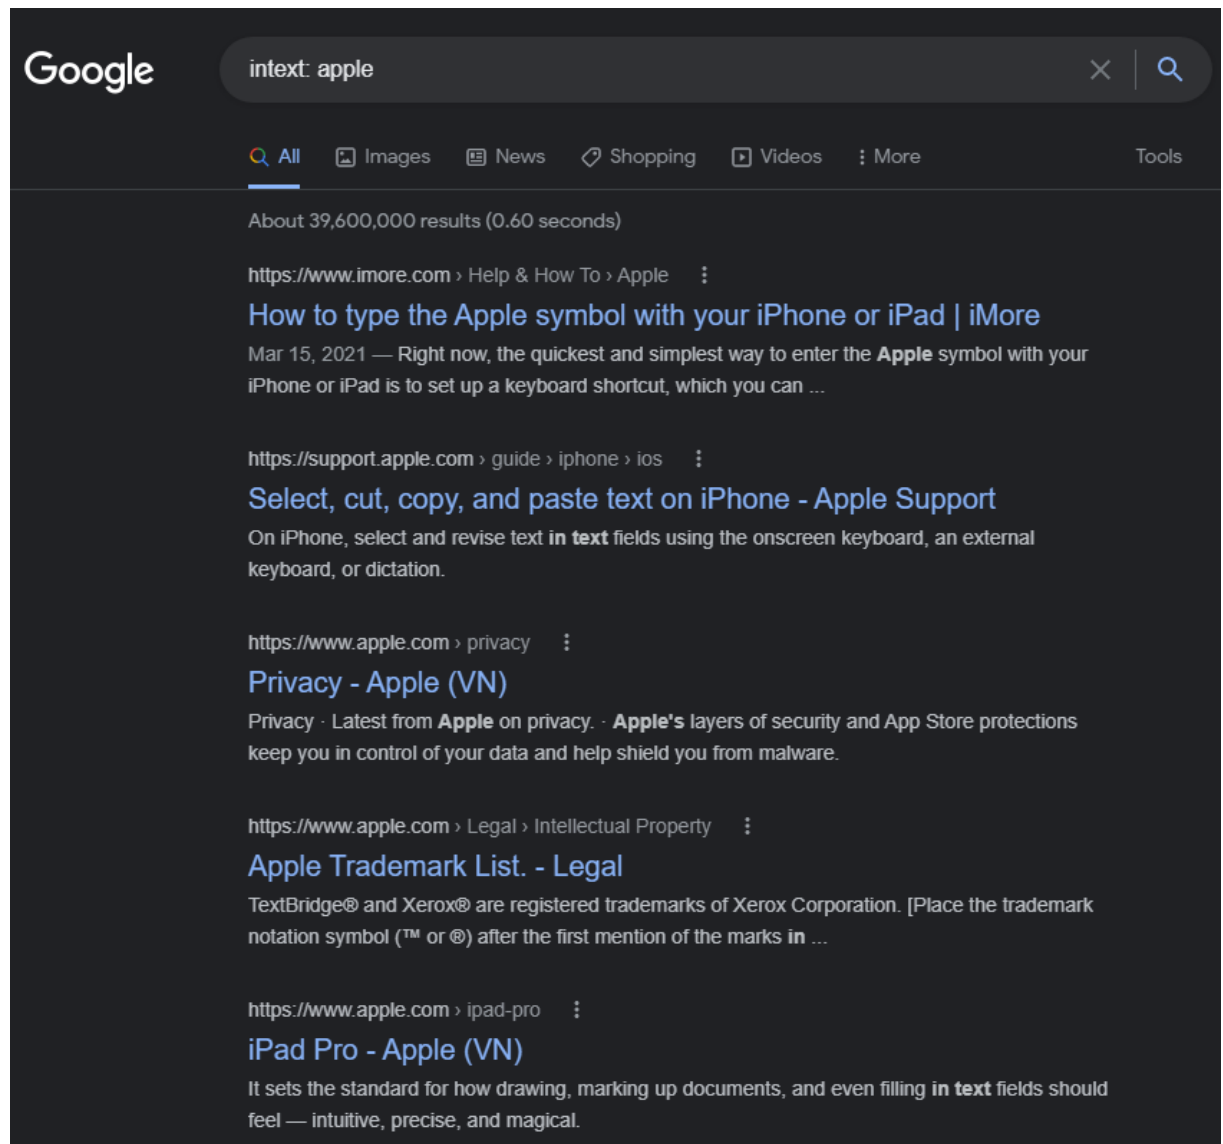 Google
intext: apple
All Images News Shopping Videos More Tools
About 39,600,000 results (0.60 seconds)
https://www.imore.com › Help & How To › Apple
How to type the Apple symbol with your iPhone or iPad | iMore
Mar 15, 2021 — Right now, the quickest and simplest way to enter the Apple symbol with your
iPhone or iPad is to set up a keyboard shortcut, which you can ...
https://support.apple.com › guide › iphone › ios
Select, cut, copy, and paste text on iPhone - Apple Support
On iPhone, select and revise text in text fields using the onscreen keyboard, an external
keyboard, or dictation.
https://www.apple.com › privacy
Privacy - Apple (VN)
Privacy · Latest from Apple on privacy. · Apple's layers of security and App Store protections
keep you in control of your data and help shield you from malware.
https://www.apple.com › Legal › Intellectual Property
Apple Trademark List. - Legal
TextBridge® and Xerox® are registered trademarks of Xerox Corporation. [Place the trademark
notation symbol (™ or ®) after the first mention of the marks in ...
https://www.apple.com › ipad-pro
iPad Pro - Apple (VN)
It sets the standard for how drawing, marking up documents, and even filling in text fields should
feel — intuitive, precise, and magical.